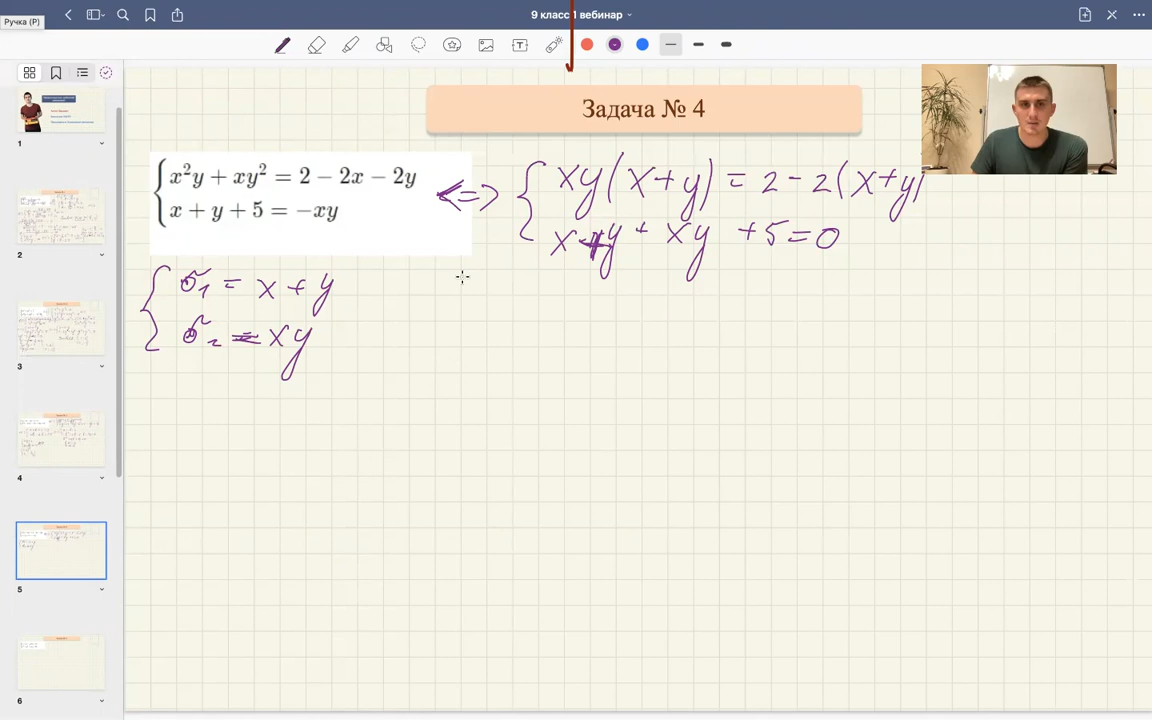 9 класс 1 вебинар
Ручка (P)
Задача № 4
x²y + xy² = 2 − 2x − 2y
x + y + 5 = −xy
<=>
xy(x+y) = 2 - 2(x+y)
x + y + xy + 5 = 0
σ₁ = x + y
σ₂ = xy
1
2
3
4
5
6